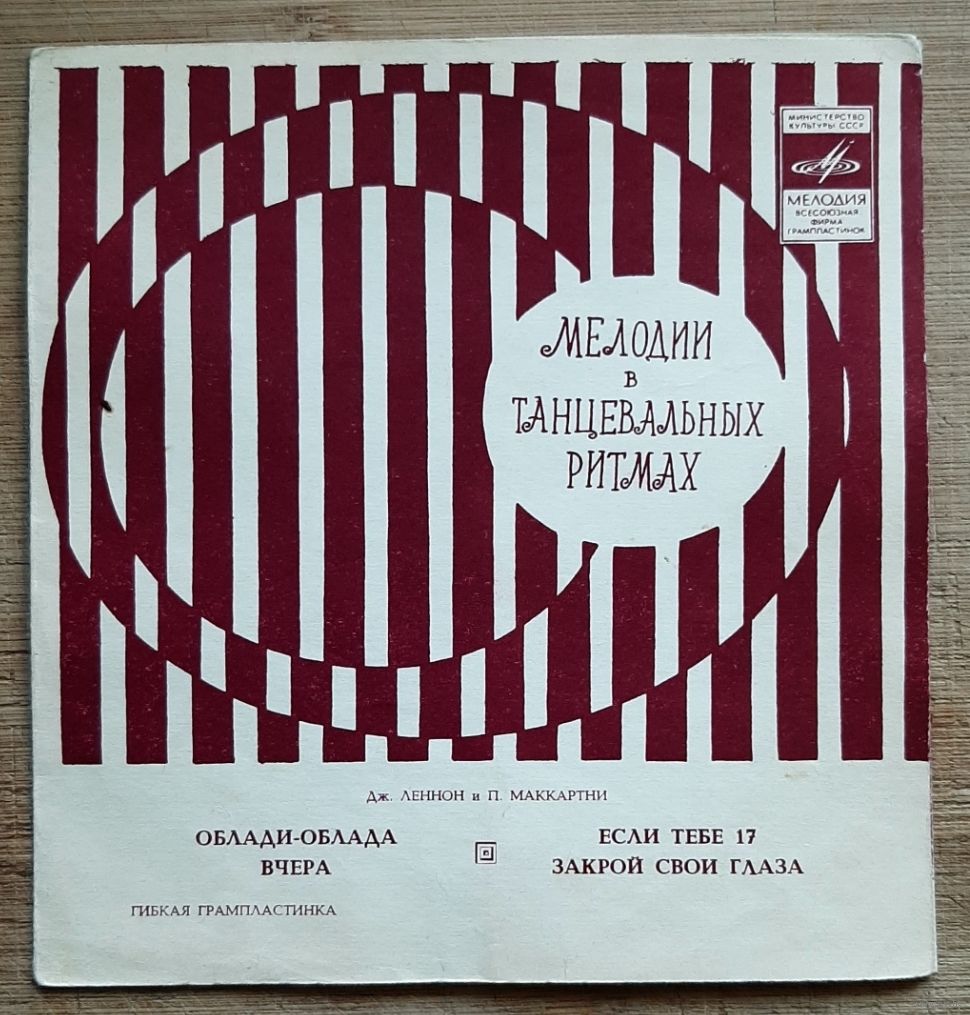 МИНИСТЕРСТВО
КУЛЬТУРЫ СССР
МЕЛОДИЯ
ВСЕСОЮЗНАЯ
ФИРМА
ГРАМПЛАСТИНОК
МЕЛОДИИ
В
ТАНЦЕВАЛЬНЫХ
РИТМАХ
Дж. ЛЕННОН и П. МАККАРТНИ
ОБЛАДИ-ОБЛАДА
ВЧЕРА
ЕСЛИ ТЕБЕ 17
ЗАКРОЙ СВОИ ГЛАЗА
ГИБКАЯ ГРАМПЛАСТИНКА